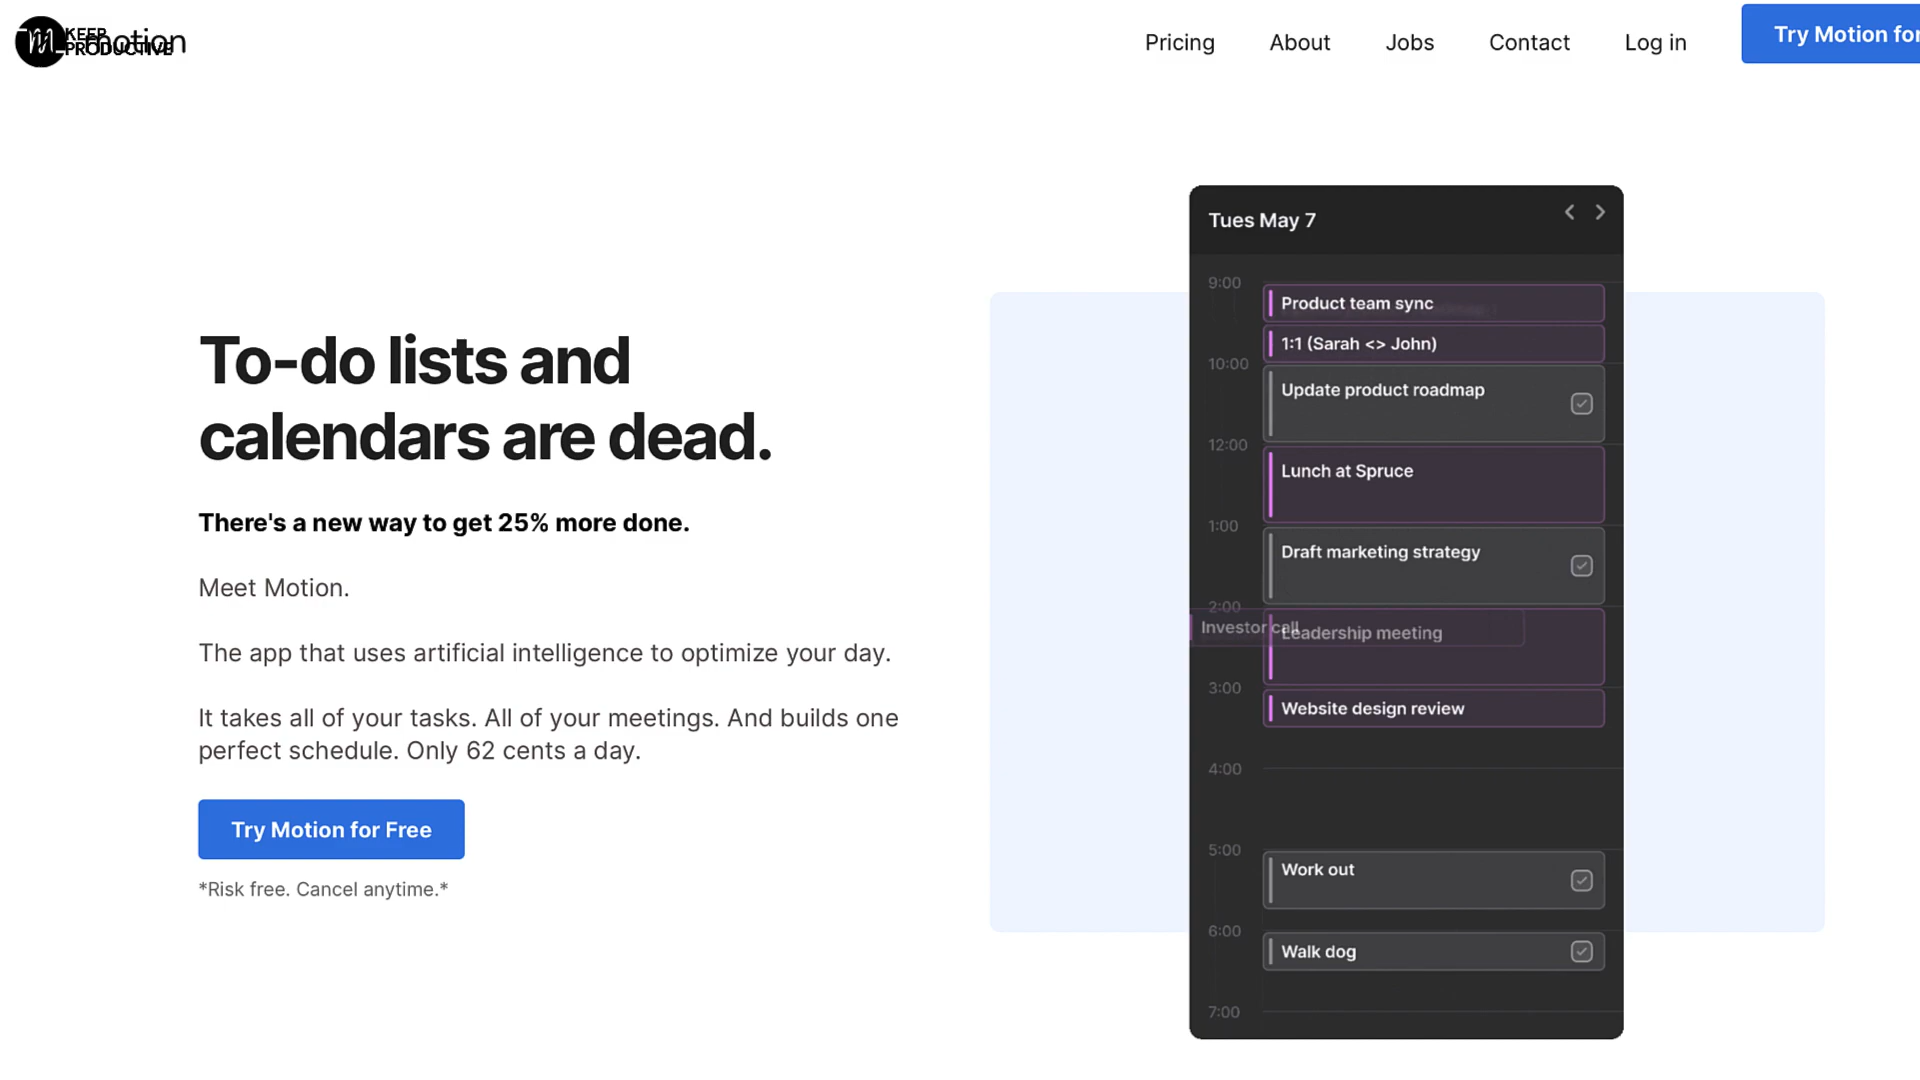 KEEP
PRODUCTIVE
motion
Pricing
About
Jobs
Contact
Log in
Try Motion for
To-do lists and
calendars are dead.
There's a new way to get 25% more done.
Meet Motion.
The app that uses artificial intelligence to optimize your day.
It takes all of your tasks. All of your meetings. And builds one
perfect schedule. Only 62 cents a day.
Try Motion for Free
*Risk free. Cancel anytime.*
Tues May 7
9:00
Product team sync
1:1 (Sarah <> John)
10:00
Update product roadmap
12:00
Lunch at Spruce
1:00
Draft marketing strategy
2:00
Investor call
Leadership meeting
3:00
Website design review
4:00
5:00
Work out
6:00
Walk dog
7:00